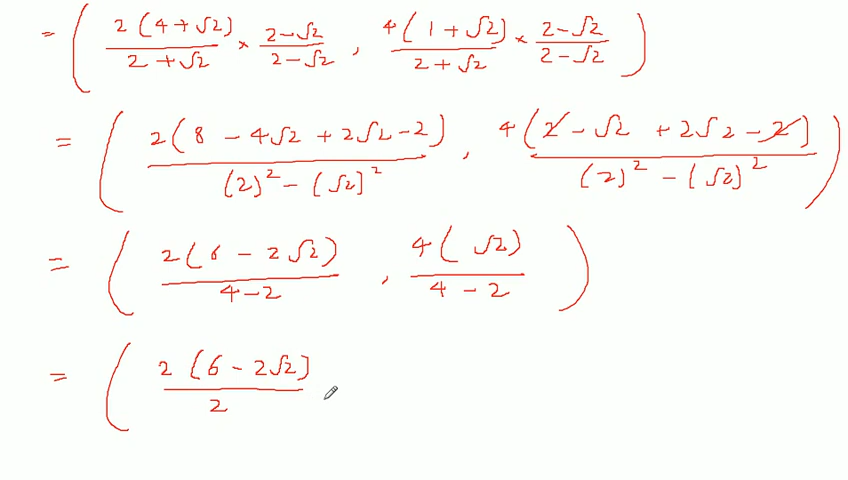 = ( 2(4+√2)/2+√2 × 2-√2/2-√2 , 4(1+√2)/2+√2 × 2-√2/2-√2 )
= ( 2(8-4√2+2√2-2)/(2)²-(√2)² , 4(2-√2+2√2-2)/(2)²-(√2)² )
= ( 2(6-2√2)/4-2 , 4(√2)/4-2 )
= ( 2(6-2√2)/2